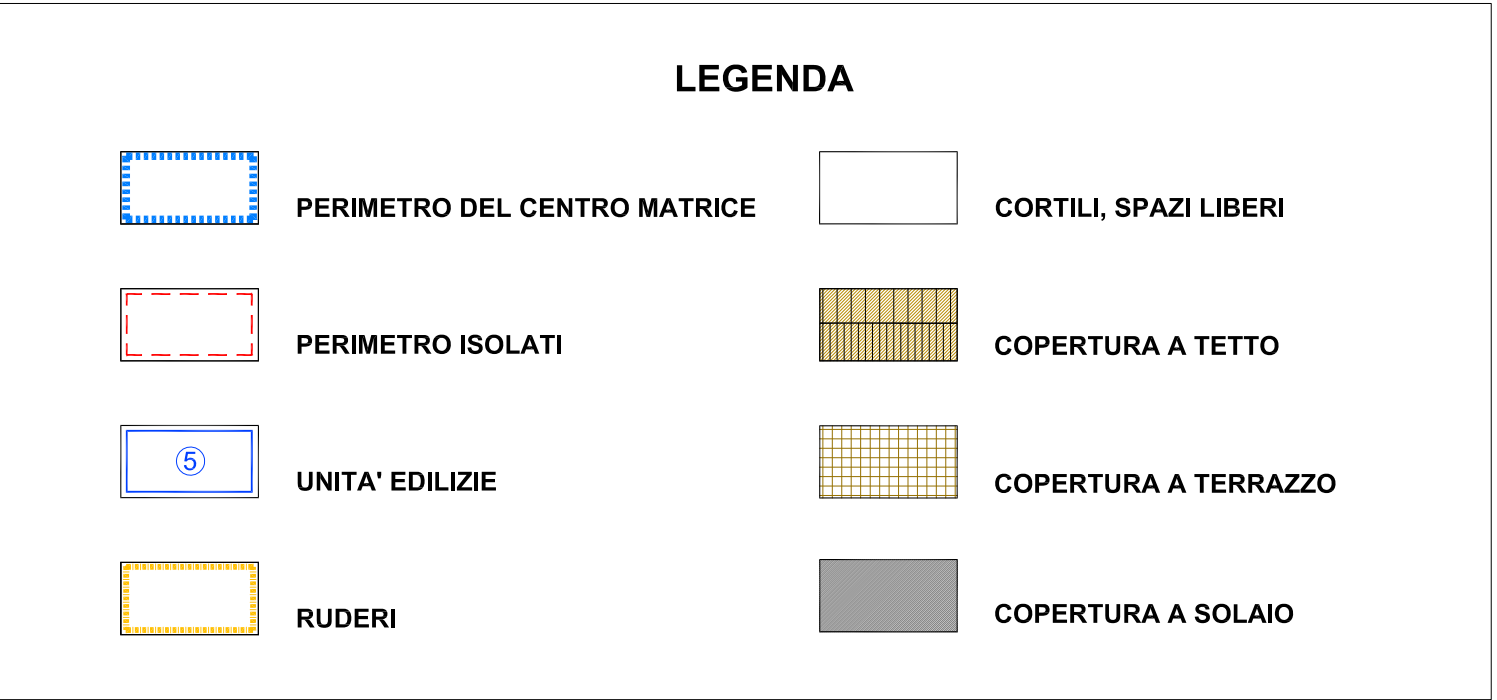 LEGENDA
PERIMETRO DEL CENTRO MATRICE
PERIMETRO ISOLATI
5
UNITA' EDILIZIE
RUDERI
CORTILI, SPAZI LIBERI
COPERTURA A TETTO
COPERTURA A TERRAZZO
COPERTURA A SOLAIO